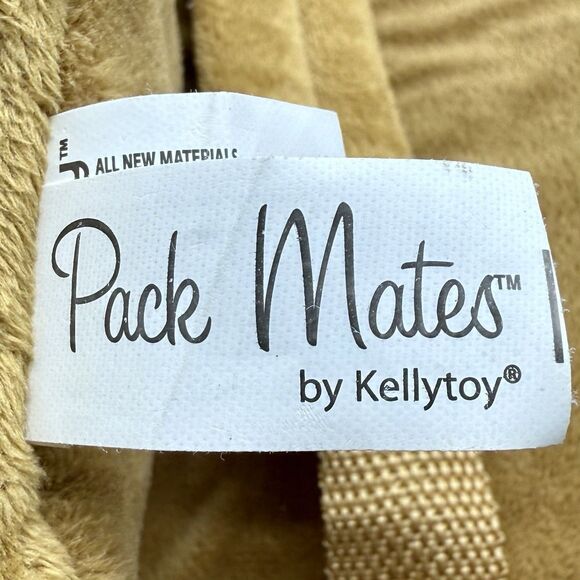 ALL NEW MATERIALS
Pack Mates™
by Kellytoy®